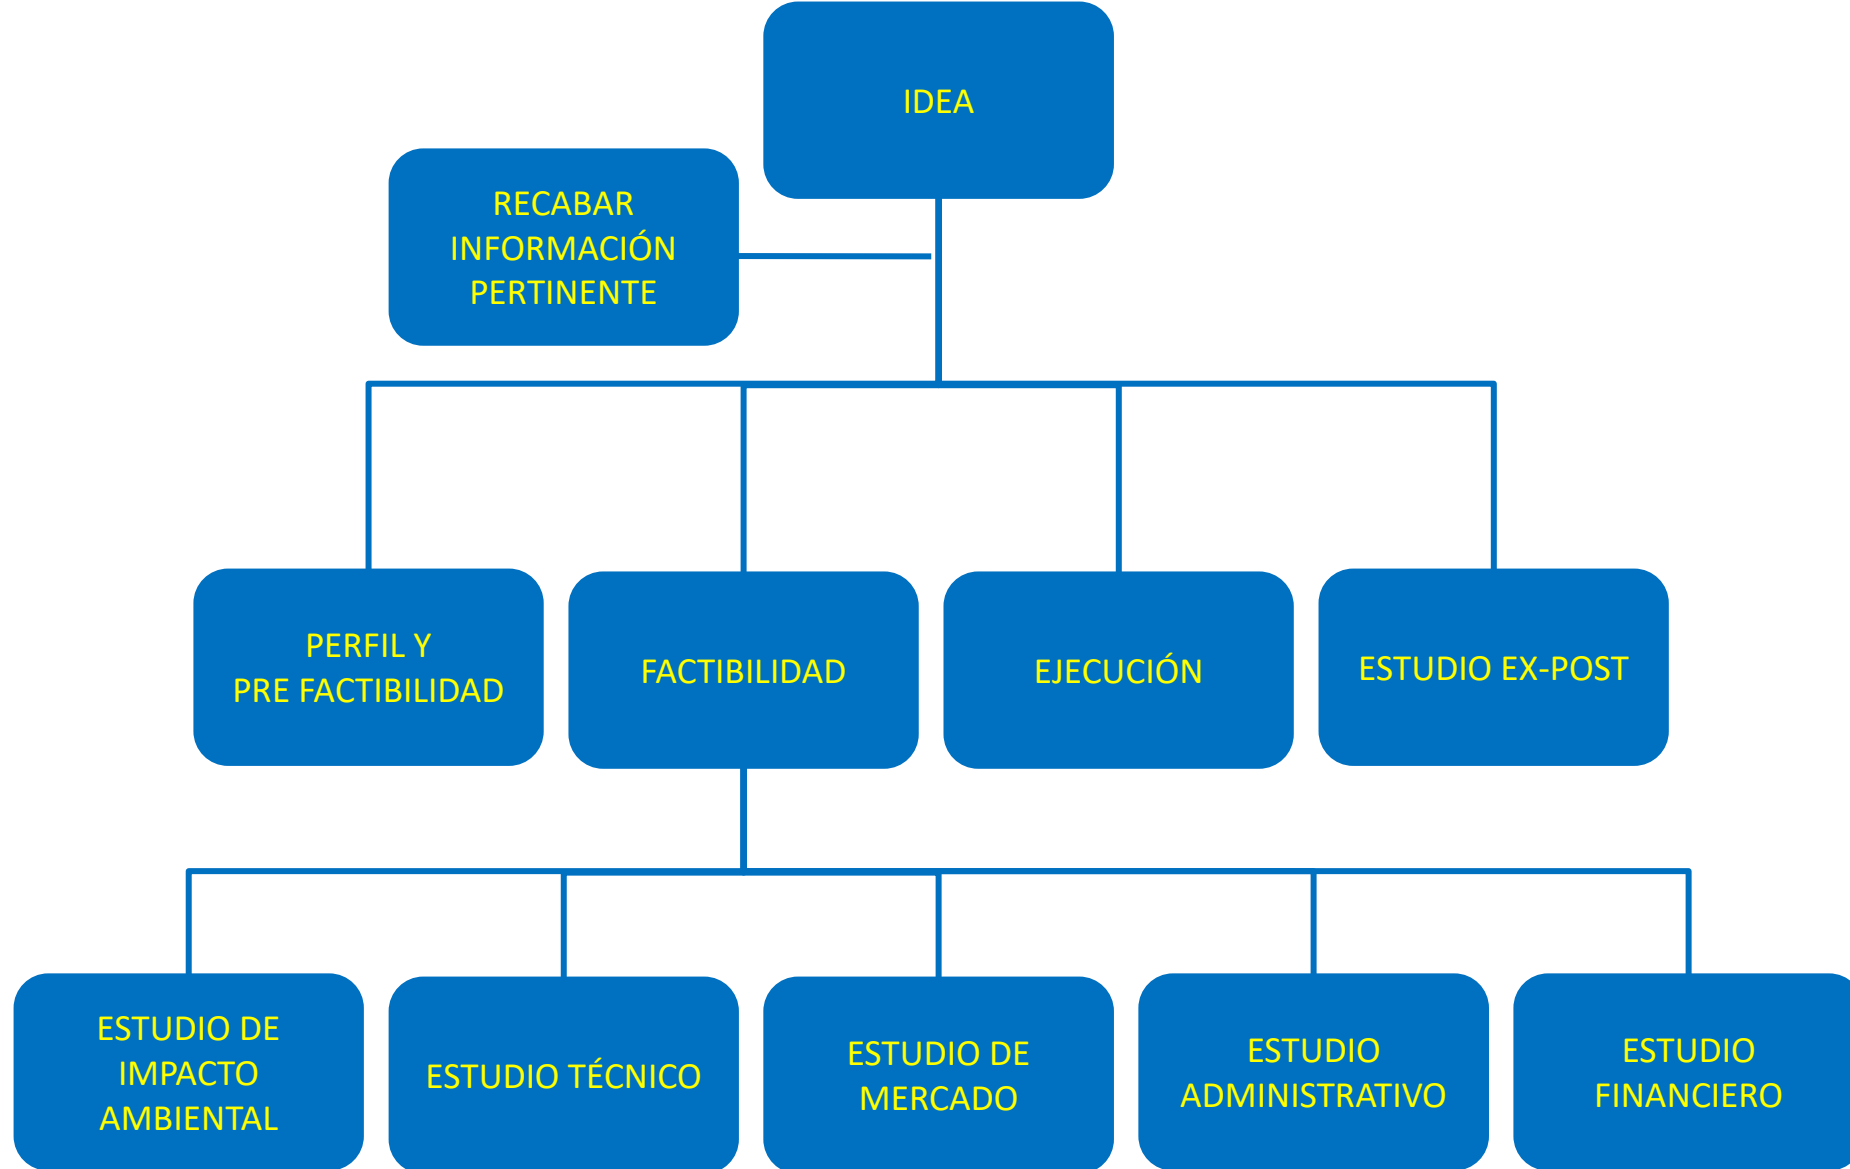 IDEA
RECABAR
INFORMACIÓN
PERTINENTE
PERFIL Y
PRE FACTIBILIDAD
FACTIBILIDAD
EJECUCIÓN
ESTUDIO EX-POST
ESTUDIO DE
IMPACTO
AMBIENTAL
ESTUDIO TÉCNICO
ESTUDIO DE
MERCADO
ESTUDIO
ADMINISTRATIVO
ESTUDIO
FINANCIERO